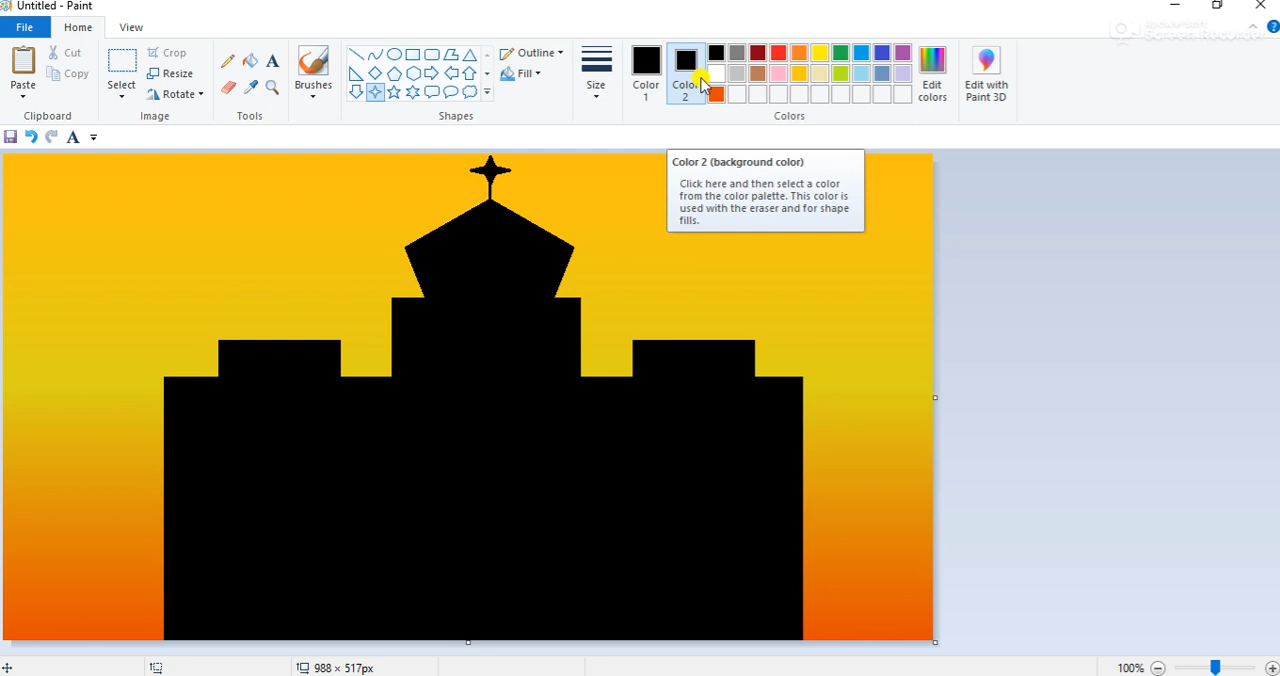 Untitled - Paint
File
Home
View
Paste
Cut
Copy
Clipboard
Select
Crop
Resize
Rotate
Image
A
Tools
Brushes
Outline
Fill
Shapes
Size
Color
1
Color
2
Edit
colors
Colors
Edit with
Paint 3D
Screen Recorder
?
A
Color 2 (background color)
Click here and then select a color
from the color palette. This color is
used with the eraser and for shape
fills.
988 × 517px
100%